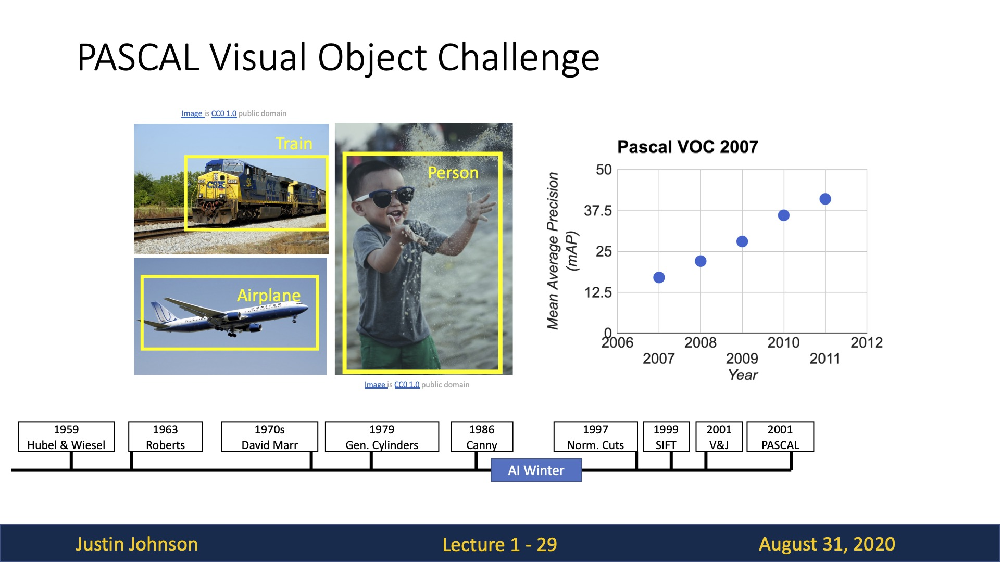 PASCAL Visual Object Challenge
Image is CC0 1.0 public domain
Train
CSX
Airplane
UNITED
Person
Image is CC0 1.0 public domain
Pascal VOC 2007
Mean Average Precision
(mAP)
50
37.5
25
12.5
0
2006
2008
2010
2012
2007
2009
2011
Year
1959
Hubel & Wiesel
1963
Roberts
1970s
David Marr
1979
Gen. Cylinders
1986
Canny
1997
Norm. Cuts
1999
SIFT
2001
V&J
2001
PASCAL
AI Winter
Justin Johnson
Lecture 1 - 29
August 31, 2020